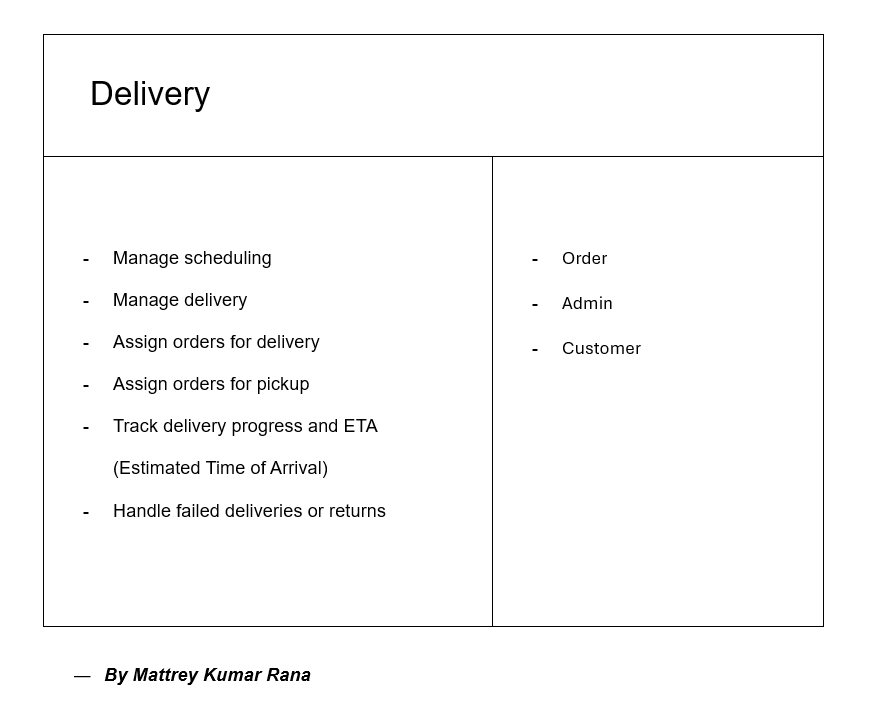 Delivery
- Manage scheduling
- Manage delivery
- Assign orders for delivery
- Assign orders for pickup
- Track delivery progress and ETA
(Estimated Time of Arrival)
- Handle failed deliveries or returns
- Order
- Admin
- Customer
— By Mattrey Kumar Rana